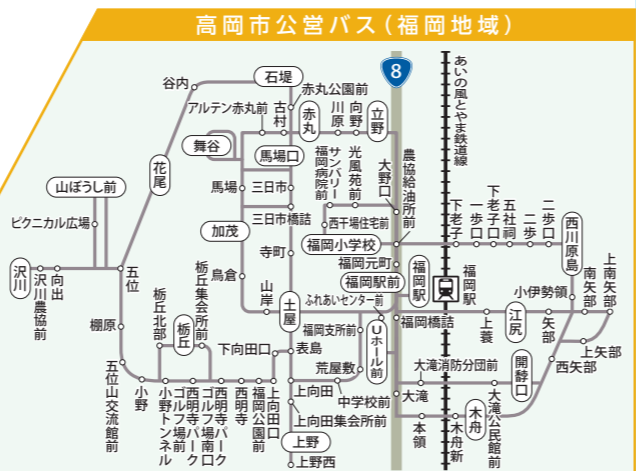 高岡市公営バス（福岡地域）
8
あいの風とやま鉄道線
石堤
谷内
赤丸公園前
アルテン赤丸前
古村
赤丸
川原
向野
立野
舞谷
馬場口
花尾
馬場
三日市
三日市橋詰
福岡病院前
サンバリー
光風苑前
大野口
農協給油所前
西干場住宅前
山ぼうし前
ピクニカル広場
加茂
寺町
福岡小学校
福岡元町
福岡駅前
福岡駅
福岡駅
下老子
一歩口
下老子口
五社祠
二歩
二歩口
西川原島
上南矢部
南矢部
小伊勢領
沢川
沢川農協前
向出
五位
鳥倉
山岸
土屋
ふれあいセンター前
福岡支所前
Uホール前
福岡橋詰
上蓑
江尻
矢部
上矢部
西矢部
棚原
栃丘北部
栃丘
栃丘集会所前
下向田口
表島
荒屋敷
大滝消防分団前
開酵口
五位山交流館前
小野
小野トンネル
ゴルフ場前
西明寺パーク
ゴルフ場南口
西明寺パーク
西明寺
福岡公園前
上向田口
上向田
中学校前
上向田集会所前
上野
上野西
大滝
本領
木舟新
木舟
大滝公民館前